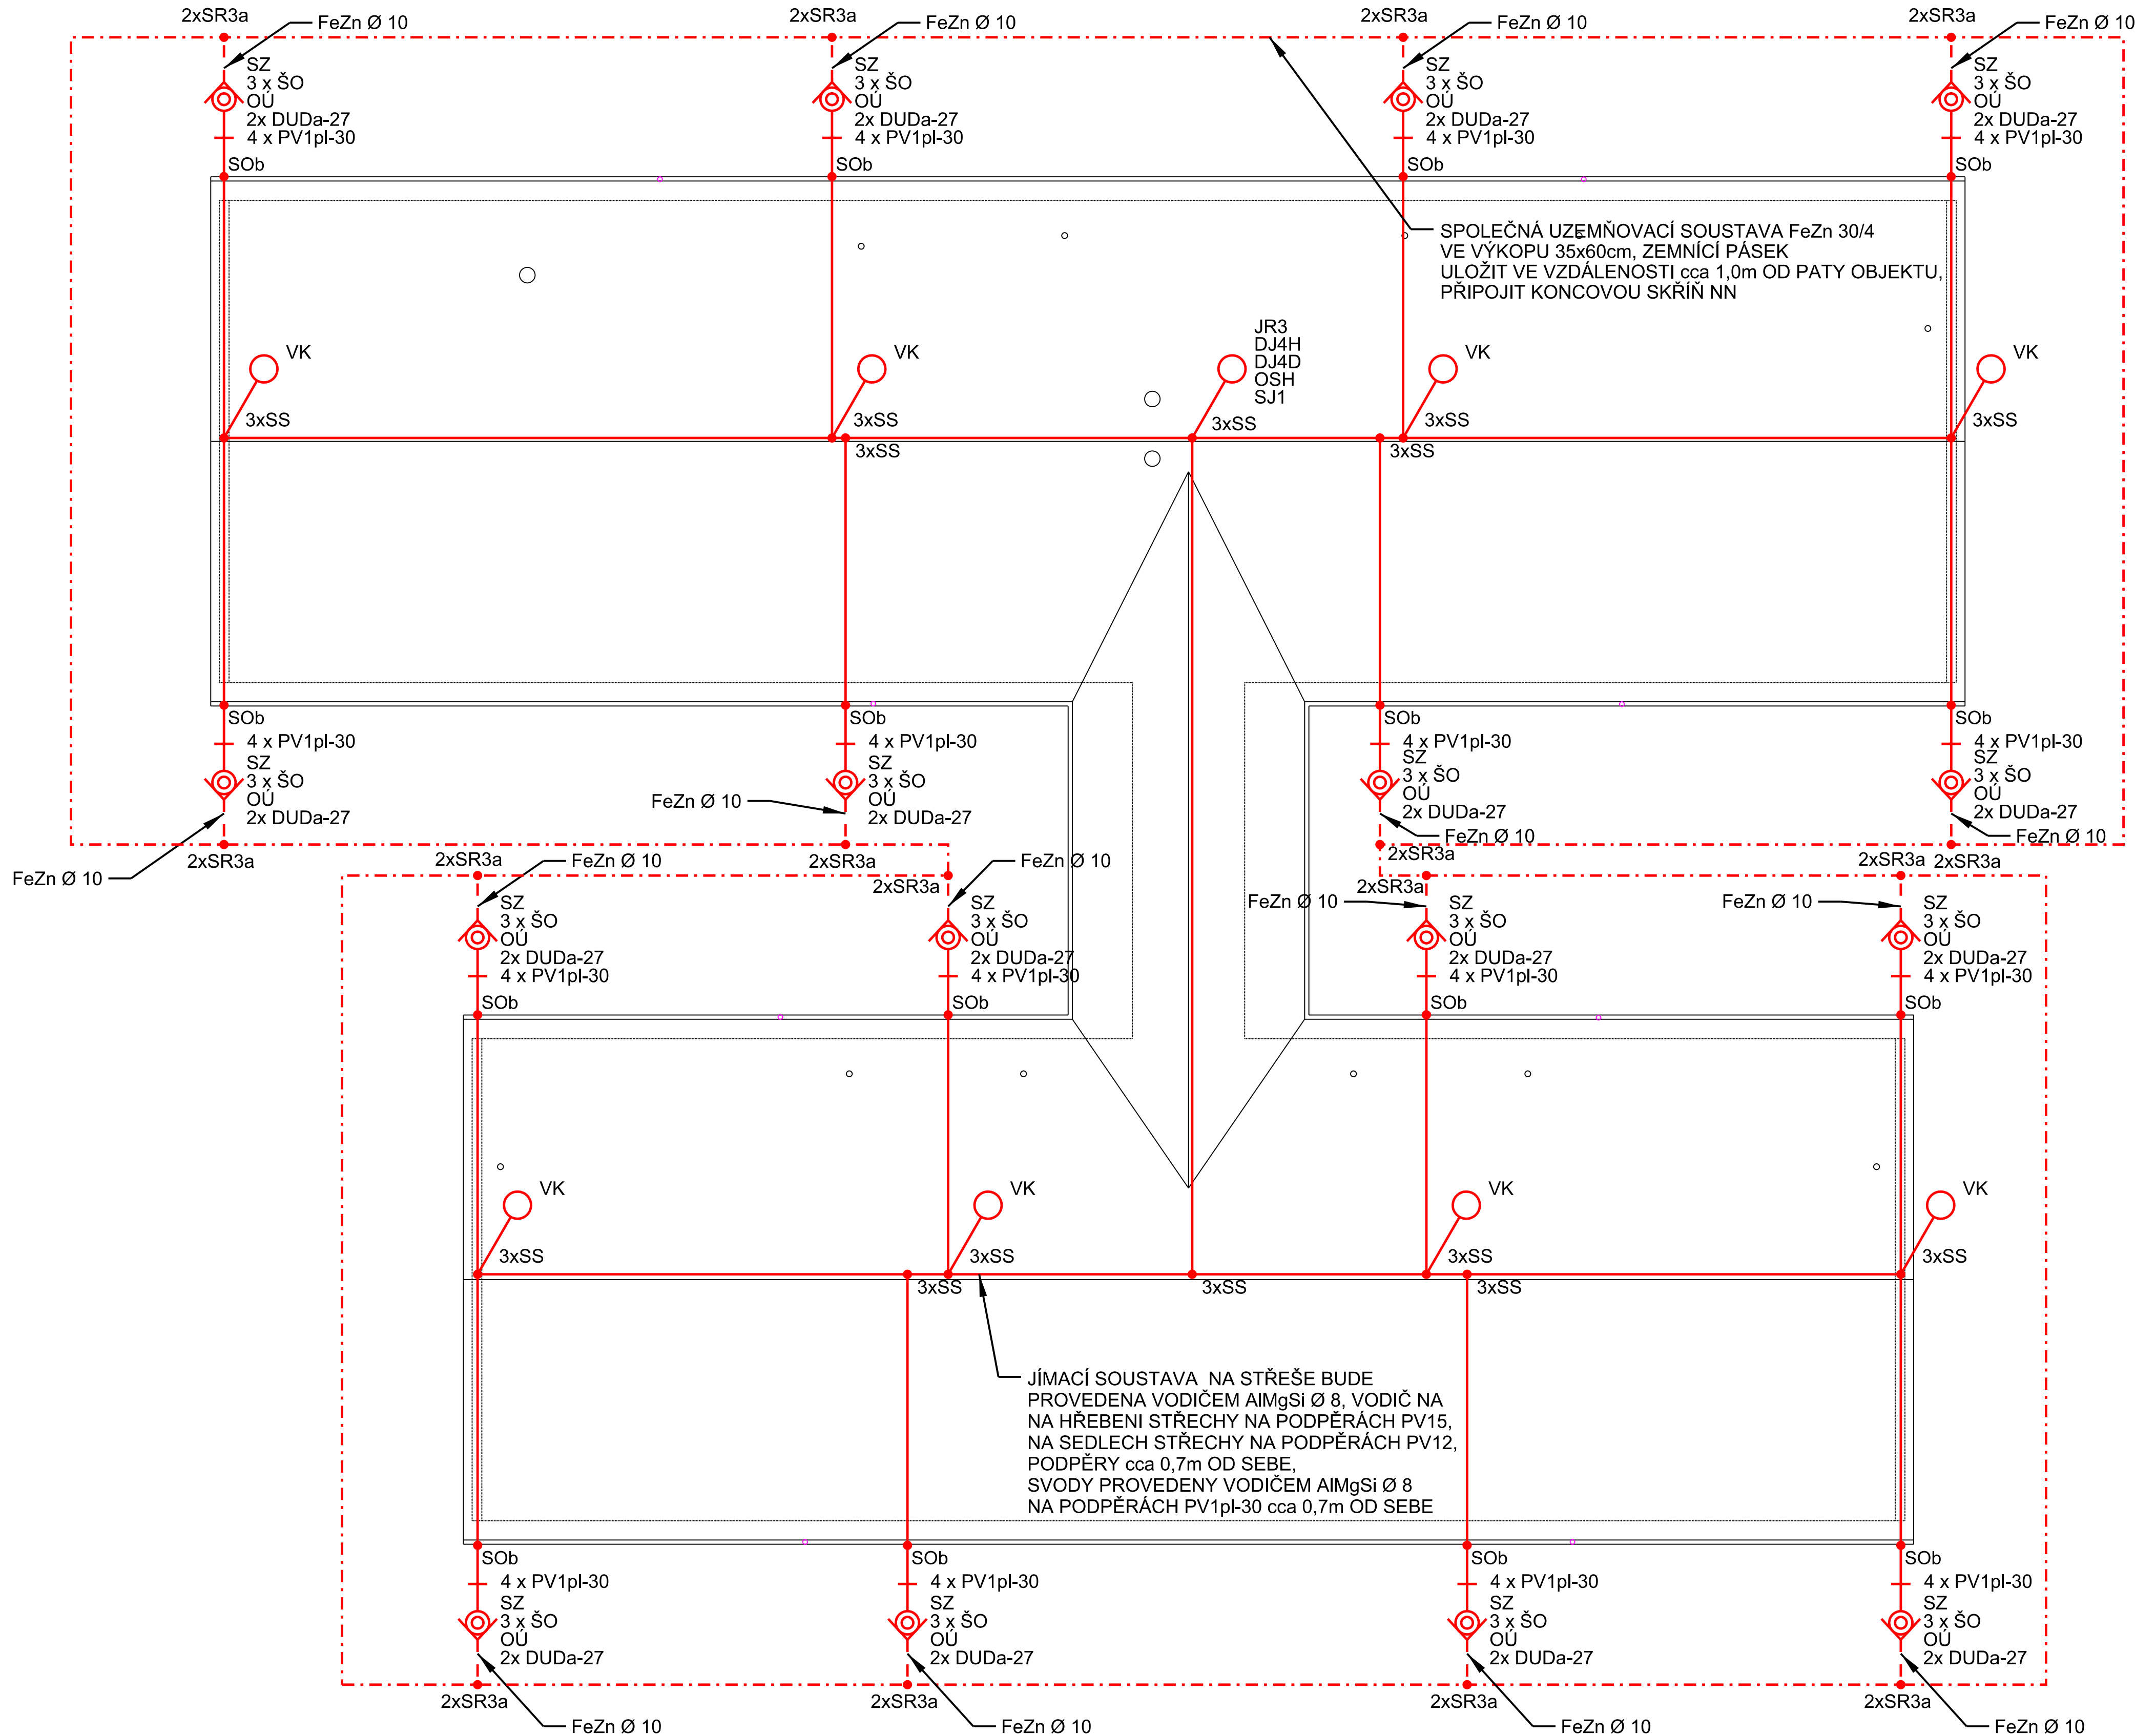 2xSR3a
FeZn Ø 10
2xSR3a
FeZn Ø 10
2xSR3a
FeZn Ø 10
2xSR3a
FeZn Ø 10
SZ
3 x ŠO
OÚ
2x DUDa-27
4 x PV1pl-30
SOb
SZ
3 x ŠO
OÚ
2x DUDa-27
4 x PV1pl-30
SOb
SZ
3 x ŠO
OÚ
2x DUDa-27
4 x PV1pl-30
SOb
SZ
3 x ŠO
OÚ
2x DUDa-27
4 x PV1pl-30
SOb
SPOLEČNÁ UZEMŇOVACÍ SOUSTAVA FeZn 30/4
VE VÝKOPU 35x60cm, ZEMNÍCÍ PÁSEK
ULOŽIT VE VZDÁLENOSTI cca 1,0m OD PATY OBJEKTU,
PŘIPOJIT KONCOVOU SKŘÍŇ NN
VK
3xSS
VK
3xSS
3xSS
JR3
DJ4H
DJ4D
OSH
SJ1
3xSS
VK
3xSS
3xSS
VK
3xSS
SOb
4 x PV1pl-30
SZ
3 x ŠO
OÚ
2x DUDa-27
2xSR3a
FeZn Ø 10
SOb
4 x PV1pl-30
SZ
3 x ŠO
OÚ
2x DUDa-27
2xSR3a
FeZn Ø 10
SOb
4 x PV1pl-30
SZ
3 x ŠO
OÚ
2x DUDa-27
FeZn Ø 10
2xSR3a
SOb
4 x PV1pl-30
SZ
3 x ŠO
OÚ
2x DUDa-27
FeZn Ø 10
2xSR3a
2xSR3a
FeZn Ø 10
SZ
3 x ŠO
OÚ
2x DUDa-27
4 x PV1pl-30
SOb
2xSR3a
FeZn Ø 10
SZ
3 x ŠO
OÚ
2x DUDa-27
4 x PV1pl-30
SOb
2xSR3a
FeZn Ø 10
SZ
3 x ŠO
OÚ
2x DUDa-27
4 x PV1pl-30
SOb
2xSR3a
FeZn Ø 10
SZ
3 x ŠO
OÚ
2x DUDa-27
4 x PV1pl-30
SOb
VK
3xSS
3xSS
VK
3xSS
3xSS
VK
3xSS
3xSS
VK
3xSS
JÍMACÍ SOUSTAVA NA STŘEŠE BUDE
PROVEDENA VODIČEM AlMgSi Ø 8, VODIČ NA
NA HŘEBENI STŘECHY NA PODPĚRÁCH PV15,
NA SEDLECH STŘECHY NA PODPĚRÁCH PV12,
PODPĚRY cca 0,7m OD SEBE,
SVODY PROVEDENY VODIČEM AlMgSi Ø 8
NA PODPĚRÁCH PV1pl-30 cca 0,7m OD SEBE
SOb
4 x PV1pl-30
SZ
3 x ŠO
OÚ
2x DUDa-27
2xSR3a
FeZn Ø 10
SOb
4 x PV1pl-30
SZ
3 x ŠO
OÚ
2x DUDa-27
2xSR3a
FeZn Ø 10
SOb
4 x PV1pl-30
SZ
3 x ŠO
OÚ
2x DUDa-27
2xSR3a
FeZn Ø 10
SOb
4 x PV1pl-30
SZ
3 x ŠO
OÚ
2x DUDa-27
2xSR3a
FeZn Ø 10